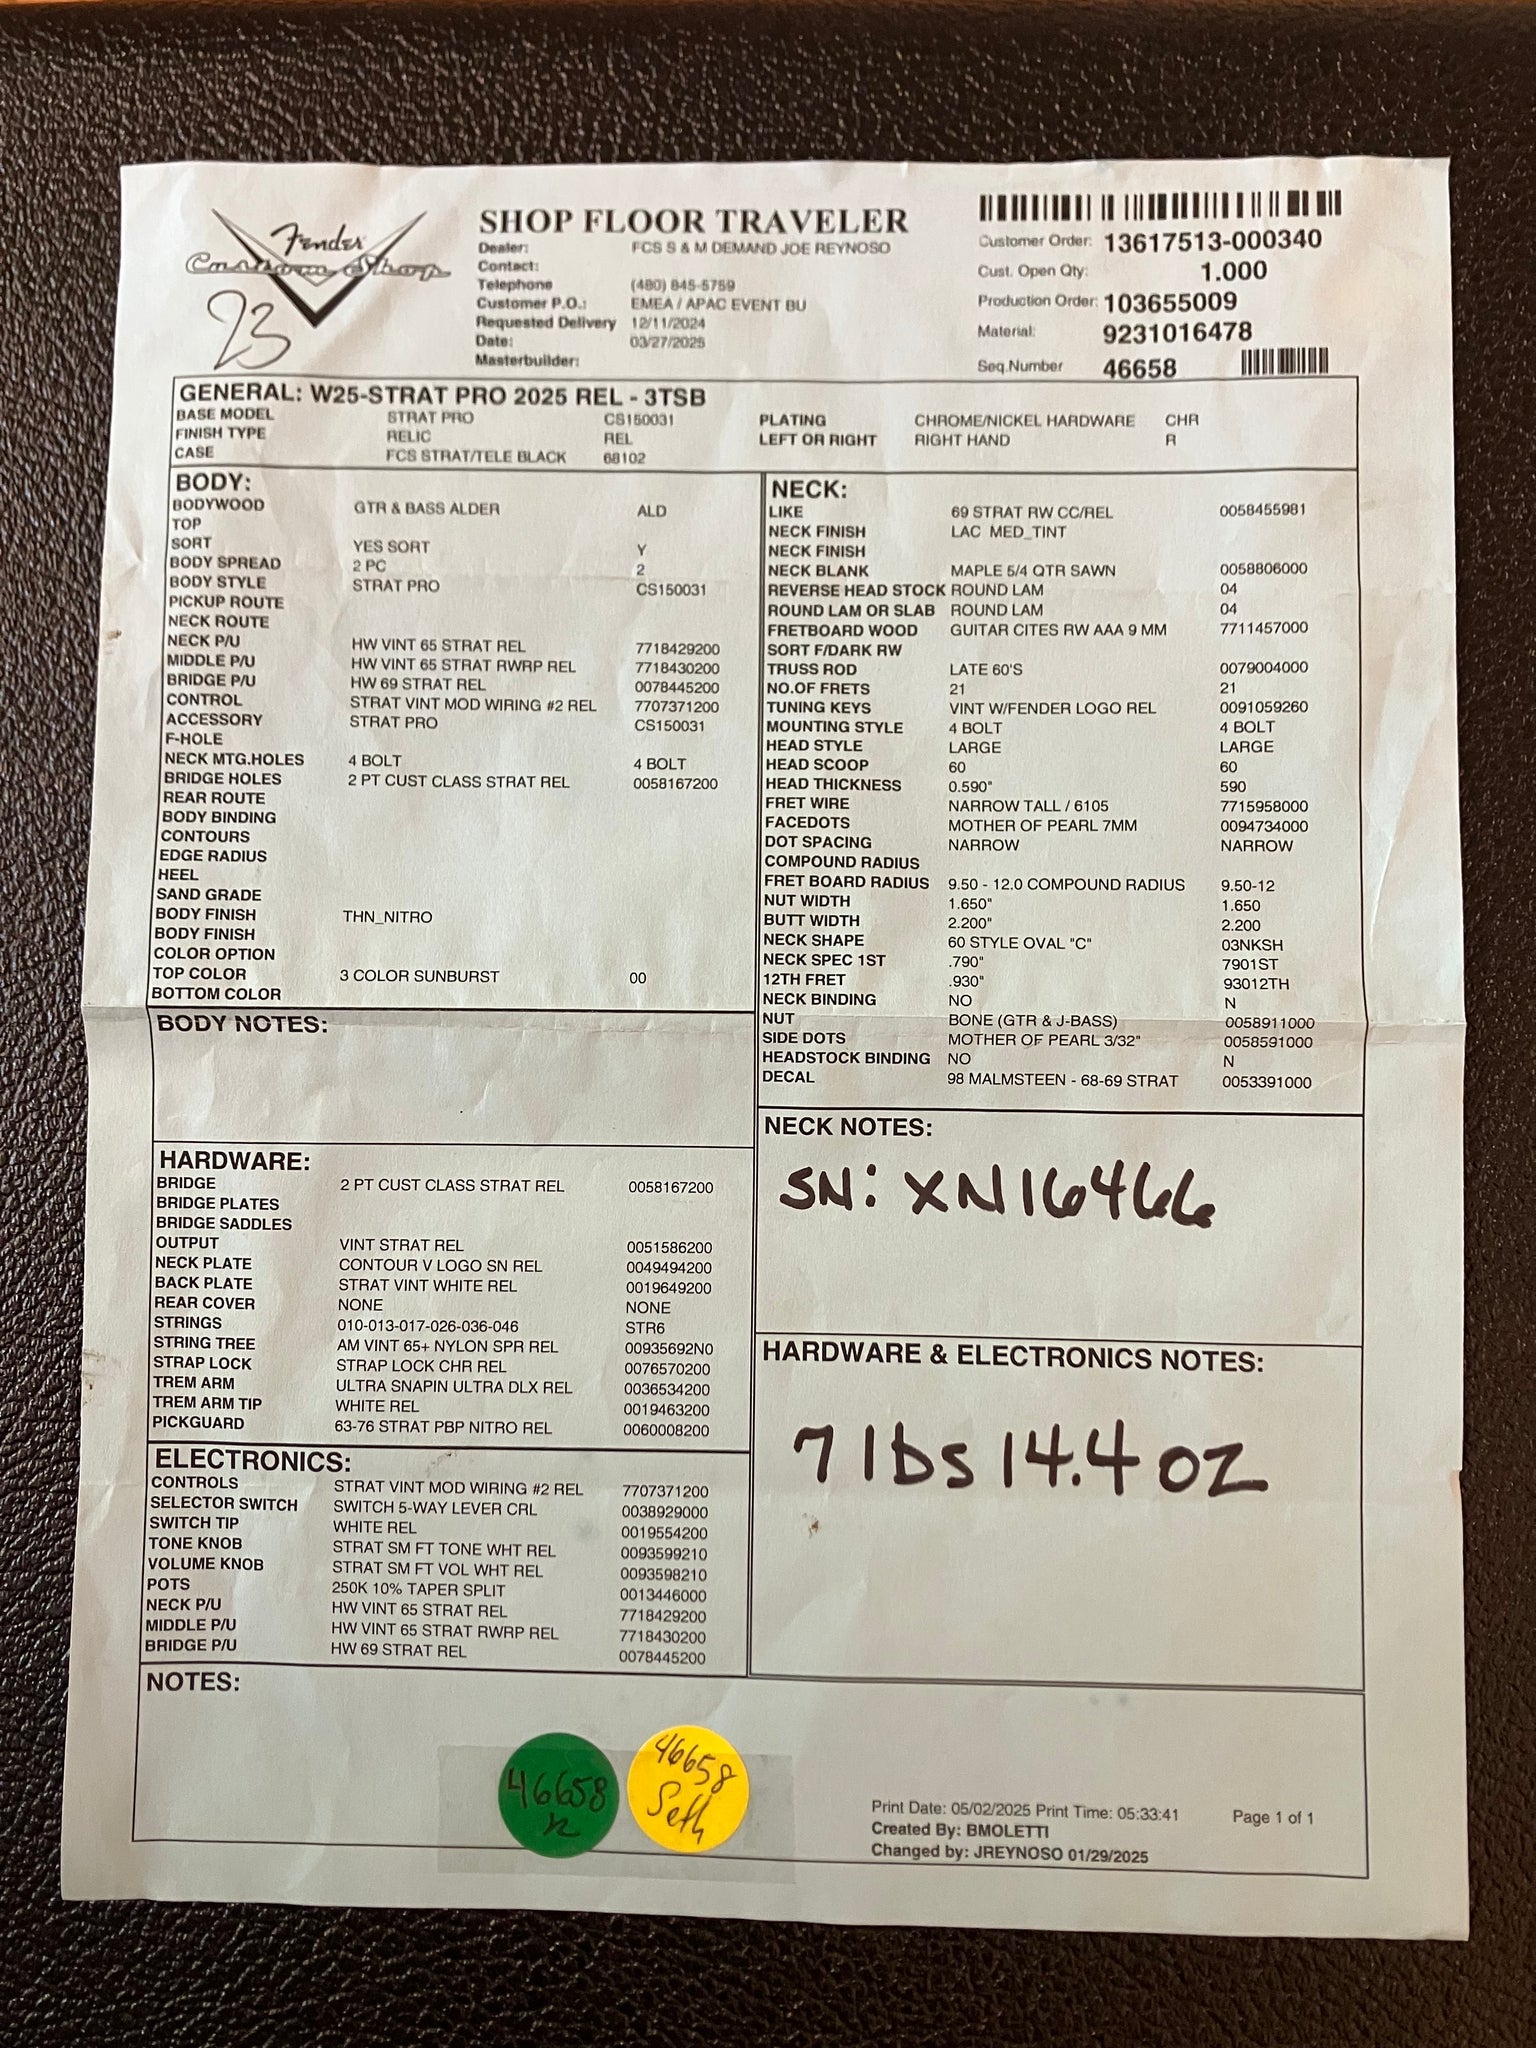 Fender
Custom Shop
23
SHOP FLOOR TRAVELER
Dealer: FCS S & M DEMAND JOE REYNOSO
Contact:
Telephone (480) 845-5759
Customer P.O.: EMEA / APAC EVENT BU
Requested Delivery 12/11/2024
Date: 03/27/2025
Masterbuilder:
Customer Order: 13617513-000340
Cust. Open Qty: 1.000
Production Order: 103655009
Material: 9231016478
Seq.Number 46658
GENERAL: W25-STRAT PRO 2025 REL - 3TSB
BASE MODEL STRAT PRO CS150031
FINISH TYPE RELIC REL
CASE FCS STRAT/TELE BLACK 68102
PLATING CHROME/NICKEL HARDWARE CHR
LEFT OR RIGHT RIGHT HAND R
BODY:
BODYWOOD GTR & BASS ALDER ALD
TOP
SORT YES SORT Y
BODY SPREAD 2 PC 2
BODY STYLE STRAT PRO CS150031
PICKUP ROUTE
NECK ROUTE
NECK P/U HW VINT 65 STRAT REL 7718429200
MIDDLE P/U HW VINT 65 STRAT RWRP REL 7718430200
BRIDGE P/U HW 69 STRAT REL 0078445200
CONTROL STRAT VINT MOD WIRING #2 REL 7707371200
ACCESSORY STRAT PRO CS150031
F-HOLE
NECK MTG.HOLES 4 BOLT 4 BOLT
BRIDGE HOLES 2 PT CUST CLASS STRAT REL 0058167200
REAR ROUTE
BODY BINDING
CONTOURS
EDGE RADIUS
HEEL
SAND GRADE
BODY FINISH THN_NITRO
BODY FINISH
COLOR OPTION
TOP COLOR 3 COLOR SUNBURST 00
BOTTOM COLOR
BODY NOTES:
HARDWARE:
BRIDGE 2 PT CUST CLASS STRAT REL 0058167200
BRIDGE PLATES
BRIDGE SADDLES
OUTPUT VINT STRAT REL 0051586200
NECK PLATE CONTOUR V LOGO SN REL 0049494200
BACK PLATE STRAT VINT WHITE REL 0019649200
REAR COVER NONE NONE
STRINGS 010-013-017-026-036-046 STR6
STRING TREE AM VINT 65+ NYLON SPR REL 00935692N0
STRAP LOCK STRAP LOCK CHR REL 0076570200
TREM ARM ULTRA SNAPIN ULTRA DLX REL 0036534200
TREM ARM TIP WHITE REL 0019463200
PICKGUARD 63-76 STRAT PBP NITRO REL 0060008200
ELECTRONICS:
CONTROLS STRAT VINT MOD WIRING #2 REL 7707371200
SELECTOR SWITCH SWITCH 5-WAY LEVER CRL 0038929000
SWITCH TIP WHITE REL 0019554200
TONE KNOB STRAT SM FT TONE WHT REL 0093599210
VOLUME KNOB STRAT SM FT VOL WHT REL 0093598210
POTS 250K 10% TAPER SPLIT 0013446000
NECK P/U HW VINT 65 STRAT REL 7718429200
MIDDLE P/U HW VINT 65 STRAT RWRP REL 7718430200
BRIDGE P/U HW 69 STRAT REL 0078445200
NECK:
LIKE 69 STRAT RW CC/REL 0058455981
NECK FINISH LAC MED_TINT
NECK FINISH
NECK BLANK MAPLE 5/4 QTR SAWN 0058806000
REVERSE HEAD STOCK ROUND LAM 04
ROUND LAM OR SLAB ROUND LAM 04
FRETBOARD WOOD GUITAR CITES RW AAA 9 MM 7711457000
SORT F/DARK RW
TRUSS ROD LATE 60'S 0079004000
NO.OF FRETS 21 21
TUNING KEYS VINT W/FENDER LOGO REL 0091059260
MOUNTING STYLE 4 BOLT 4 BOLT
HEAD STYLE LARGE LARGE
HEAD SCOOP 60 60
HEAD THICKNESS 0.590" 590
FRET WIRE NARROW TALL / 6105 7715958000
FACEDOTS MOTHER OF PEARL 7MM 0094734000
DOT SPACING NARROW NARROW
COMPOUND RADIUS
FRET BOARD RADIUS 9.50 - 12.0 COMPOUND RADIUS 9.50-12
NUT WIDTH 1.650" 1.650
BUTT WIDTH 2.200" 2.200
NECK SHAPE 60 STYLE OVAL "C" 03NKSH
NECK SPEC 1ST .790" 7901ST
12TH FRET .930" 93012TH
NECK BINDING NO N
NUT BONE (GTR & J-BASS) 0058911000
SIDE DOTS MOTHER OF PEARL 3/32" 0058591000
HEADSTOCK BINDING NO N
DECAL 98 MALMSTEEN - 68-69 STRAT 0053391000
NECK NOTES:
SN: XN16466
HARDWARE & ELECTRONICS NOTES:
7 lbs 14.4 oz
NOTES:
46658
46658
Seth
Print Date: 05/02/2025 Print Time: 05:33:41 Page 1 of 1
Created By: BMOLETTI
Changed by: JREYNOSO 01/29/2025